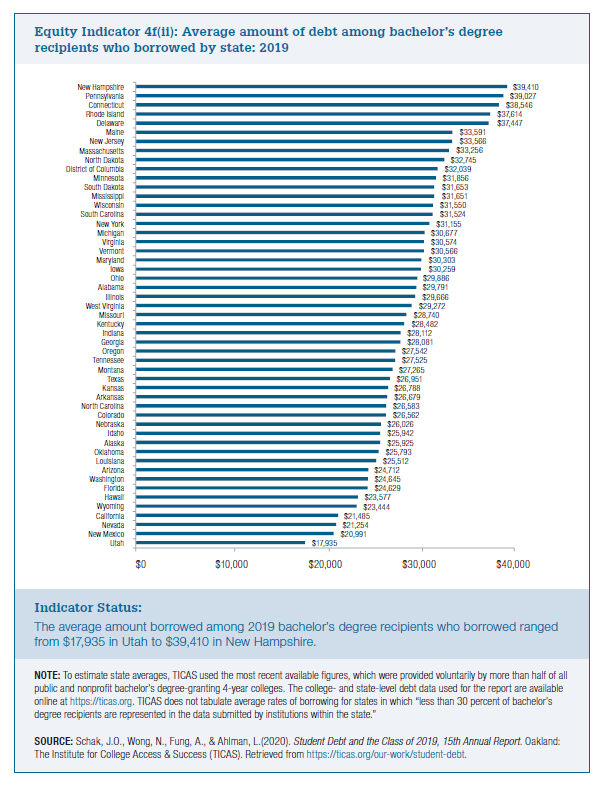 Equity Indicator 4f(ii): Average amount of debt among bachelor's degree
recipients who borrowed by state: 2019
New Hampshire $39,410
Pennsylvania $39,027
Connecticut $38,546
Rhode Island $37,614
Delaware $37,447
Maine $33,591
New Jersey $33,566
Massachusetts $33,256
North Dakota $32,745
District of Columbia $32,039
Minnesota $31,856
South Dakota $31,653
Mississippi $31,651
Wisconsin $31,550
South Carolina $31,524
New York $31,155
Michigan $30,677
Virginia $30,574
Vermont $30,566
Maryland $30,303
Iowa $30,259
Ohio $29,886
Alabama $29,791
Illinois $29,666
West Virginia $29,272
Missouri $28,740
Kentucky $28,482
Indiana $28,112
Georgia $28,081
Oregon $27,542
Tennessee $27,525
Montana $27,265
Texas $26,951
Kansas $26,788
Arkansas $26,679
North Carolina $26,583
Colorado $26,562
Nebraska $26,026
Idaho $25,942
Alaska $25,925
Oklahoma $25,793
Louisiana $25,512
Arizona $24,712
Washington $24,645
Florida $24,629
Hawaii $23,577
Wyoming $23,444
California $21,485
Nevada $21,254
New Mexico $20,991
Utah $17,935
$0 $10,000 $20,000 $30,000 $40,000
Indicator Status:
The average amount borrowed among 2019 bachelor's degree recipients who borrowed ranged
from $17,935 in Utah to $39,410 in New Hampshire.
NOTE: To estimate state averages, TICAS used the most recent available figures, which were provided voluntarily by more than half of all
public and nonprofit bachelor's degree-granting 4-year colleges. The college- and state-level debt data used for the report are available
online at https://ticas.org. TICAS does not tabulate average rates of borrowing for states in which "less than 30 percent of bachelor's
degree recipients are represented in the data submitted by institutions within the state."
SOURCE: Schak, J.O., Wong, N., Fung, A., & Ahlman, L.(2020). Student Debt and the Class of 2019, 15th Annual Report. Oakland:
The Institute for College Access & Success (TICAS). Retrieved from https://ticas.org/our-work/student-debt.